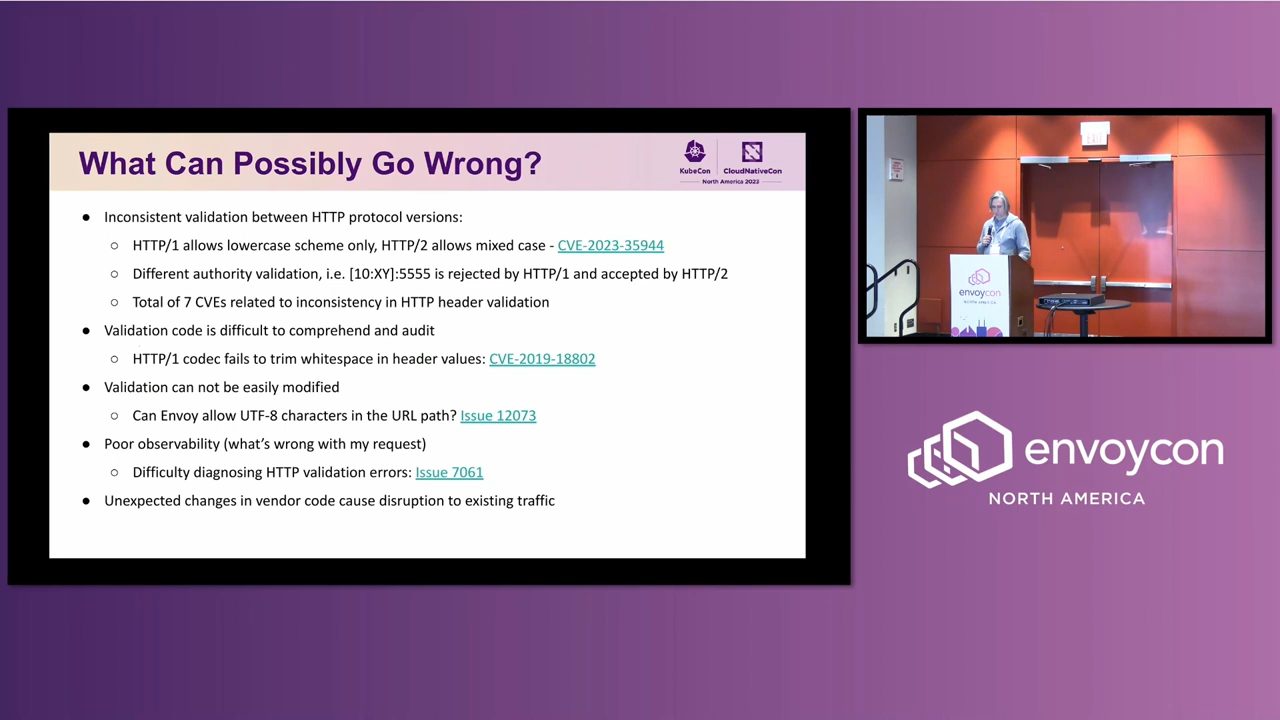 What Can Possibly Go Wrong?
KubeCon
CloudNativeCon
North America 2023
● Inconsistent validation between HTTP protocol versions:
○ HTTP/1 allows lowercase scheme only, HTTP/2 allows mixed case - CVE-2023-35944
○ Different authority validation, i.e. [10:XY]:5555 is rejected by HTTP/1 and accepted by HTTP/2
○ Total of 7 CVEs related to inconsistency in HTTP header validation
● Validation code is difficult to comprehend and audit
○ HTTP/1 codec fails to trim whitespace in header values: CVE-2019-18802
● Validation can not be easily modified
○ Can Envoy allow UTF-8 characters in the URL path? Issue 12073
● Poor observability (what's wrong with my request)
○ Difficulty diagnosing HTTP validation errors: Issue 7061
● Unexpected changes in vendor code cause disruption to existing traffic
EXIT
envoycon
NORTH AMERICA
envoycon
NORTH AMERICA